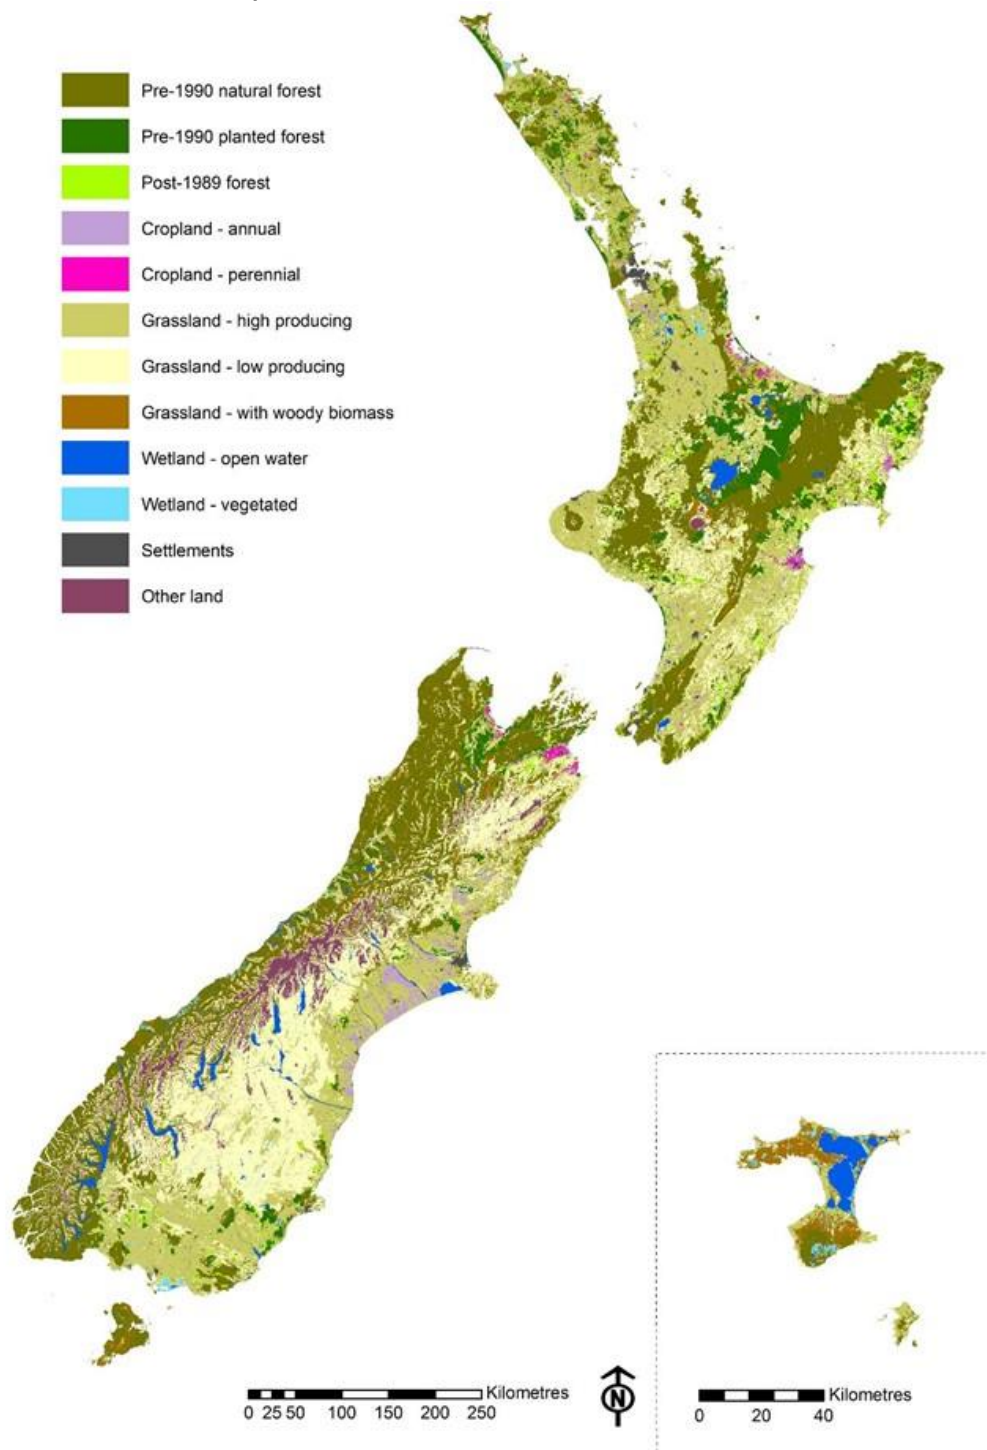 Pre-1990 natural forest
Pre-1990 planted forest
Post-1989 forest
Cropland - annual
Cropland - perennial
Grassland - high producing
Grassland - low producing
Grassland - with woody biomass
Wetland - open water
Wetland - vegetated
Settlements
Other land
Kilometres
0 25 50 100 150 200 250
N
Kilometres
0 20 40